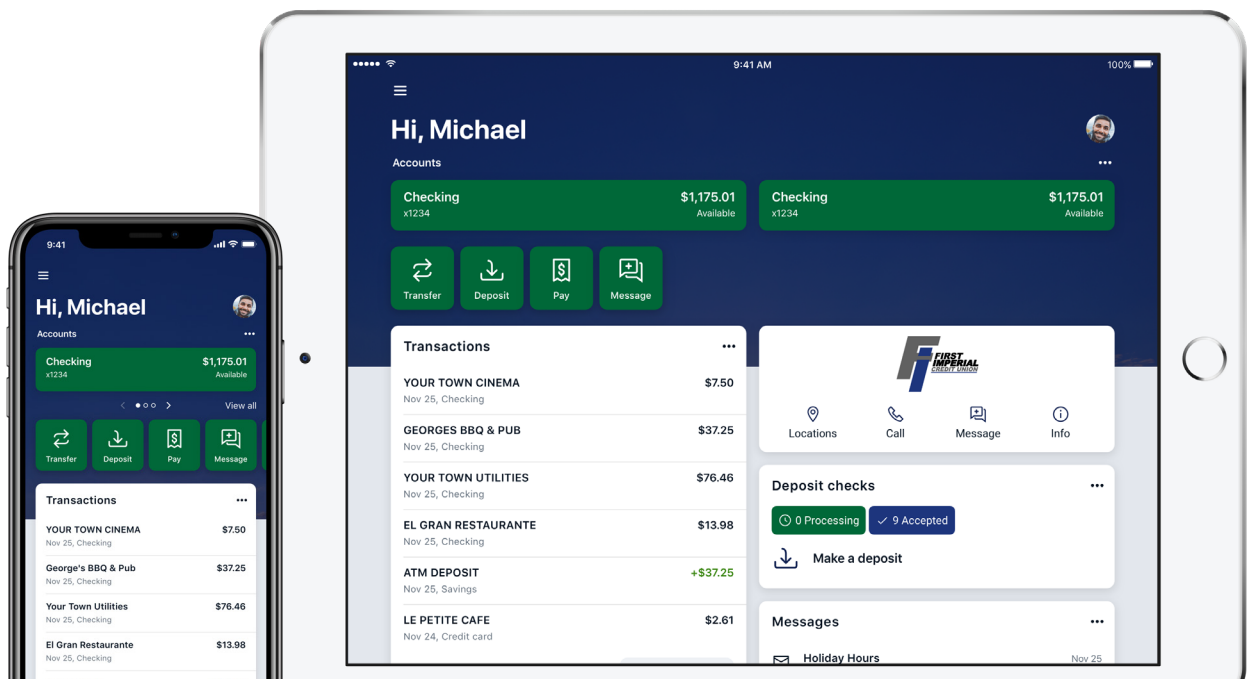 9:41
Hi, Michael
Accounts
Checking $1,175.01
x1234 Available
View all
Transfer Deposit Pay Message
Transactions
YOUR TOWN CINEMA $7.50
Nov 25, Checking
George's BBQ & Pub $37.25
Nov 25, Checking
Your Town Utilities $76.46
Nov 25, Checking
El Gran Restaurante $13.98
Nov 25, Checking
9:41 AM 100%
Hi, Michael
Accounts
Checking $1,175.01 Checking $1,175.01
x1234 Available x1234 Available
Transfer Deposit Pay Message
Transactions
YOUR TOWN CINEMA $7.50
Nov 25, Checking
GEORGES BBQ & PUB $37.25
Nov 25, Checking
YOUR TOWN UTILITIES $76.46
Nov 25, Checking
EL GRAN RESTAURANTE $13.98
Nov 25, Checking
ATM DEPOSIT +$37.25
Nov 25, Savings
LE PETITE CAFE $2.61
Nov 24, Credit card
FIRST
IMPERIAL
CREDIT UNION
Locations Call Message Info
Deposit checks
0 Processing 9 Accepted
Make a deposit
Messages
Holiday Hours Nov 25